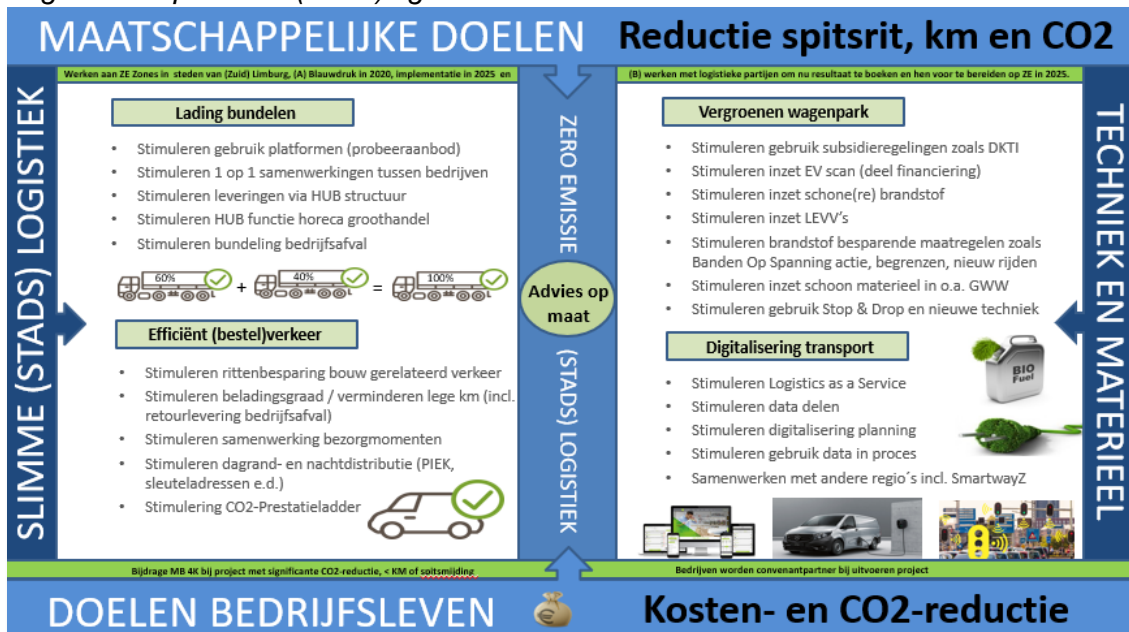 MAATSCHAPPELIJKE DOELEN Reductie spitsrit, km en CO2
Werken aan ZE Zones in steden van (Zuid) Limburg, (A) Blauwdruk in 2020, implementatie in 2025 en
(B) werken met logistieke partijen om nu resultaat te boeken en hen voor te bereiden op ZE in 2025.
SLIMME (STADS) LOGISTIEK
Lading bundelen
• Stimuleren gebruik platformen (probeeraanbod)
• Stimuleren 1 op 1 samenwerkingen tussen bedrijven
• Stimuleren leveringen via HUB structuur
• Stimuleren HUB functie horeca groothandel
• Stimuleren bundeling bedrijfsafval
60% + 40% = 100%
Efficiënt (bestel)verkeer
• Stimuleren rittenbesparing bouw gerelateerd verkeer
• Stimuleren beladingsgraad / verminderen lege km (incl.
retourlevering bedrijfsafval)
• Stimuleren samenwerking bezorgmomenten
• Stimuleren dagrand- en nachtdistributie (PIEK,
sleuteladressen e.d.)
• Stimulering CO2-Prestatieladder
ZERO EMISSIE
Advies op
maat
(STADS) LOGISTIEK
Vergroenen wagenpark
• Stimuleren gebruik subsidieregelingen zoals DKTI
• Stimuleren inzet EV scan (deel financiering)
• Stimuleren inzet schone(re) brandstof
• Stimuleren inzet LEVV´s
• Stimuleren brandstof besparende maatregelen zoals
Banden Op Spanning actie, begrenzen, nieuw rijden
• Stimuleren inzet schoon materieel in o.a. GWW
• Stimuleren gebruik Stop & Drop en nieuwe techniek
Digitalisering transport
• Stimuleren Logistics as a Service
• Stimuleren data delen
• Stimuleren digitalisering planning
• Stimuleren gebruik data in proces
• Samenwerken met andere regio´s incl. SmartwayZ
BIO
Fuel
TECHNIEK EN MATERIEEL
Bijdrage MB 4K bij project met significante CO2-reductie, < KM of spitsmijding
Bedrijven worden convenantpartner bij uitvoeren project
DOELEN BEDRIJFSLEVEN Kosten- en CO2-reductie